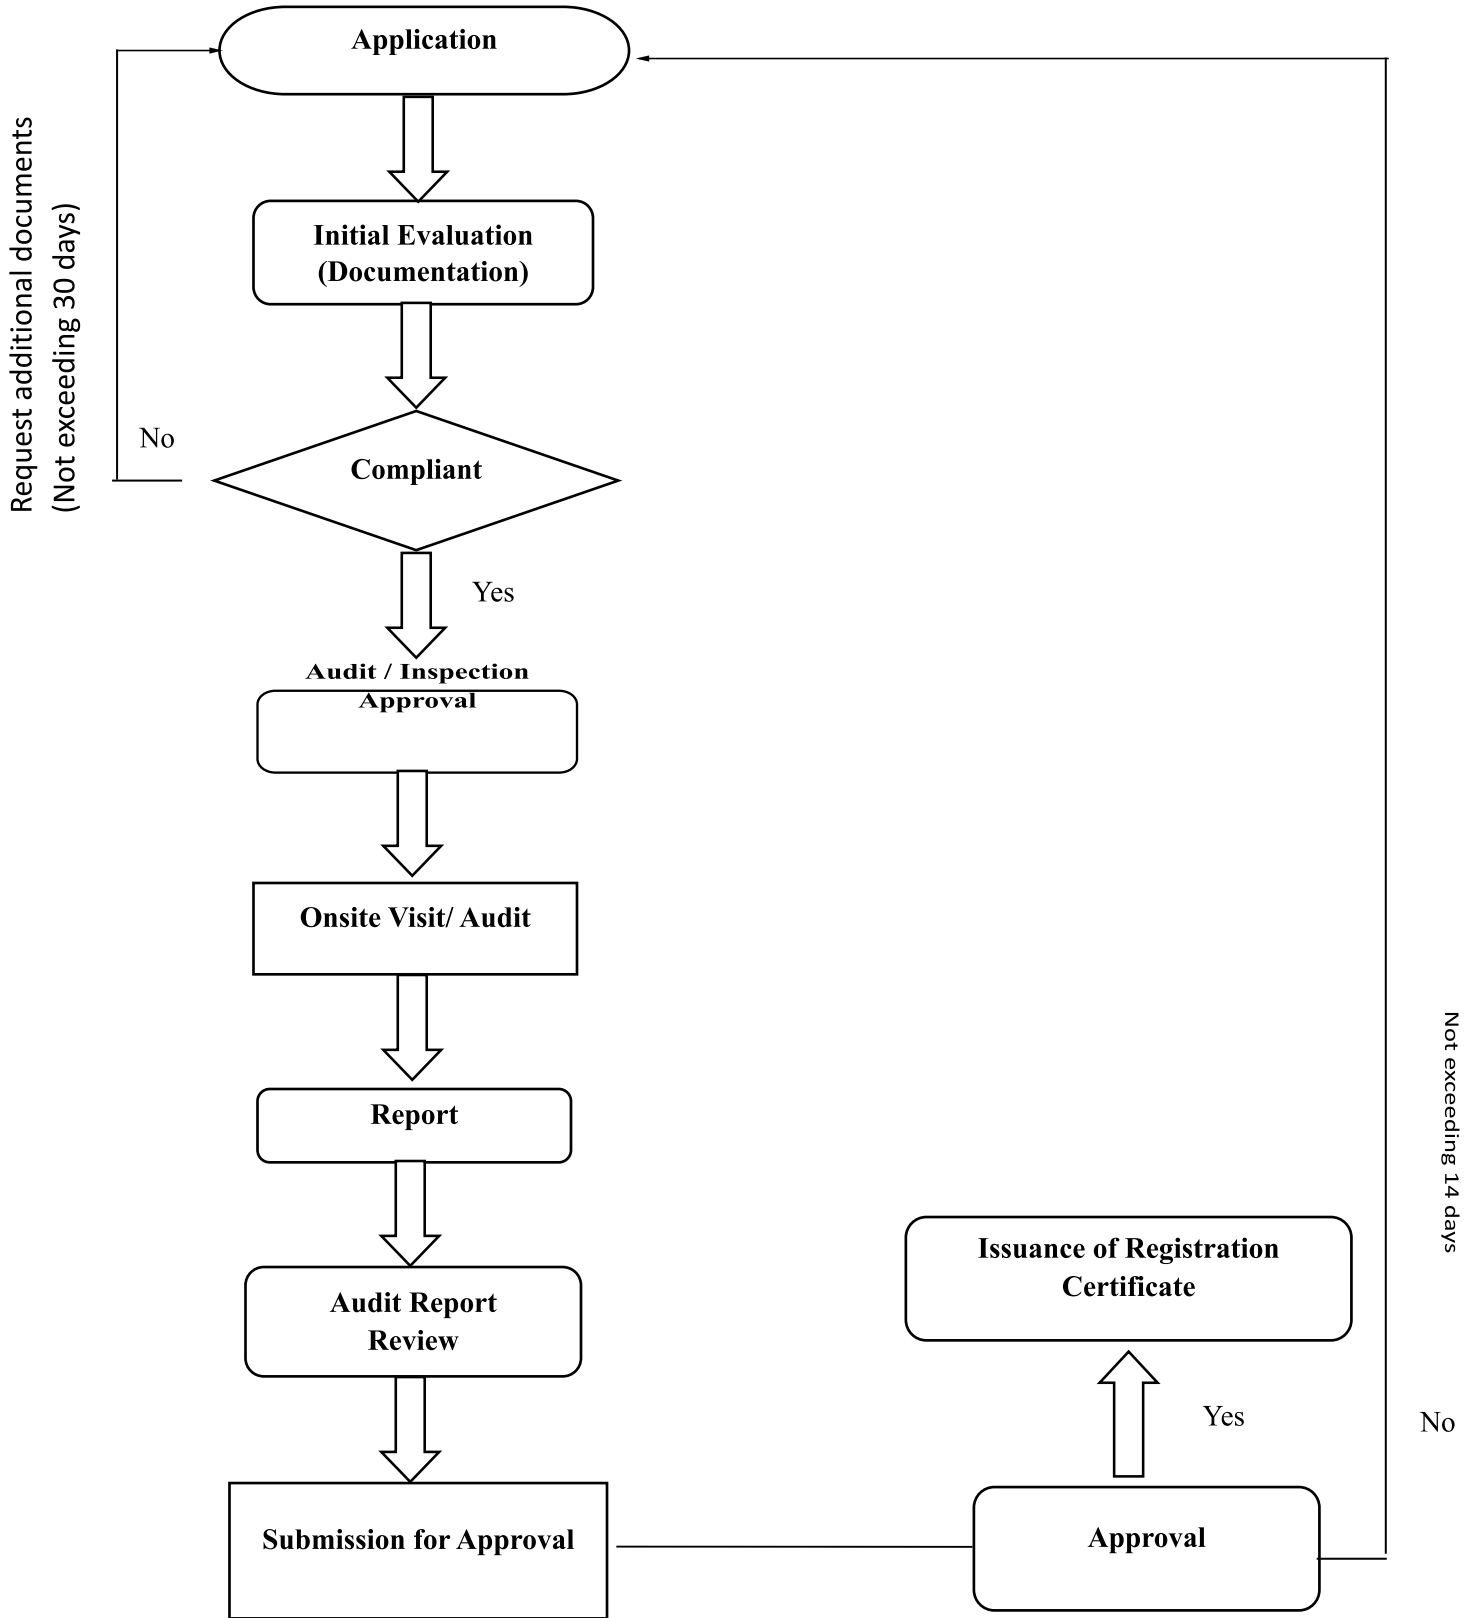 Application
Request additional documents
(Not exceeding 30 days)
Initial Evaluation
(Documentation)
No
Compliant
Yes
Audit / Inspection
Approval
Onsite Visit/ Audit
Report
Audit Report
Review
Submission for Approval
Issuance of Registration
Certificate
Yes
Approval
No
Not exceeding 14 days